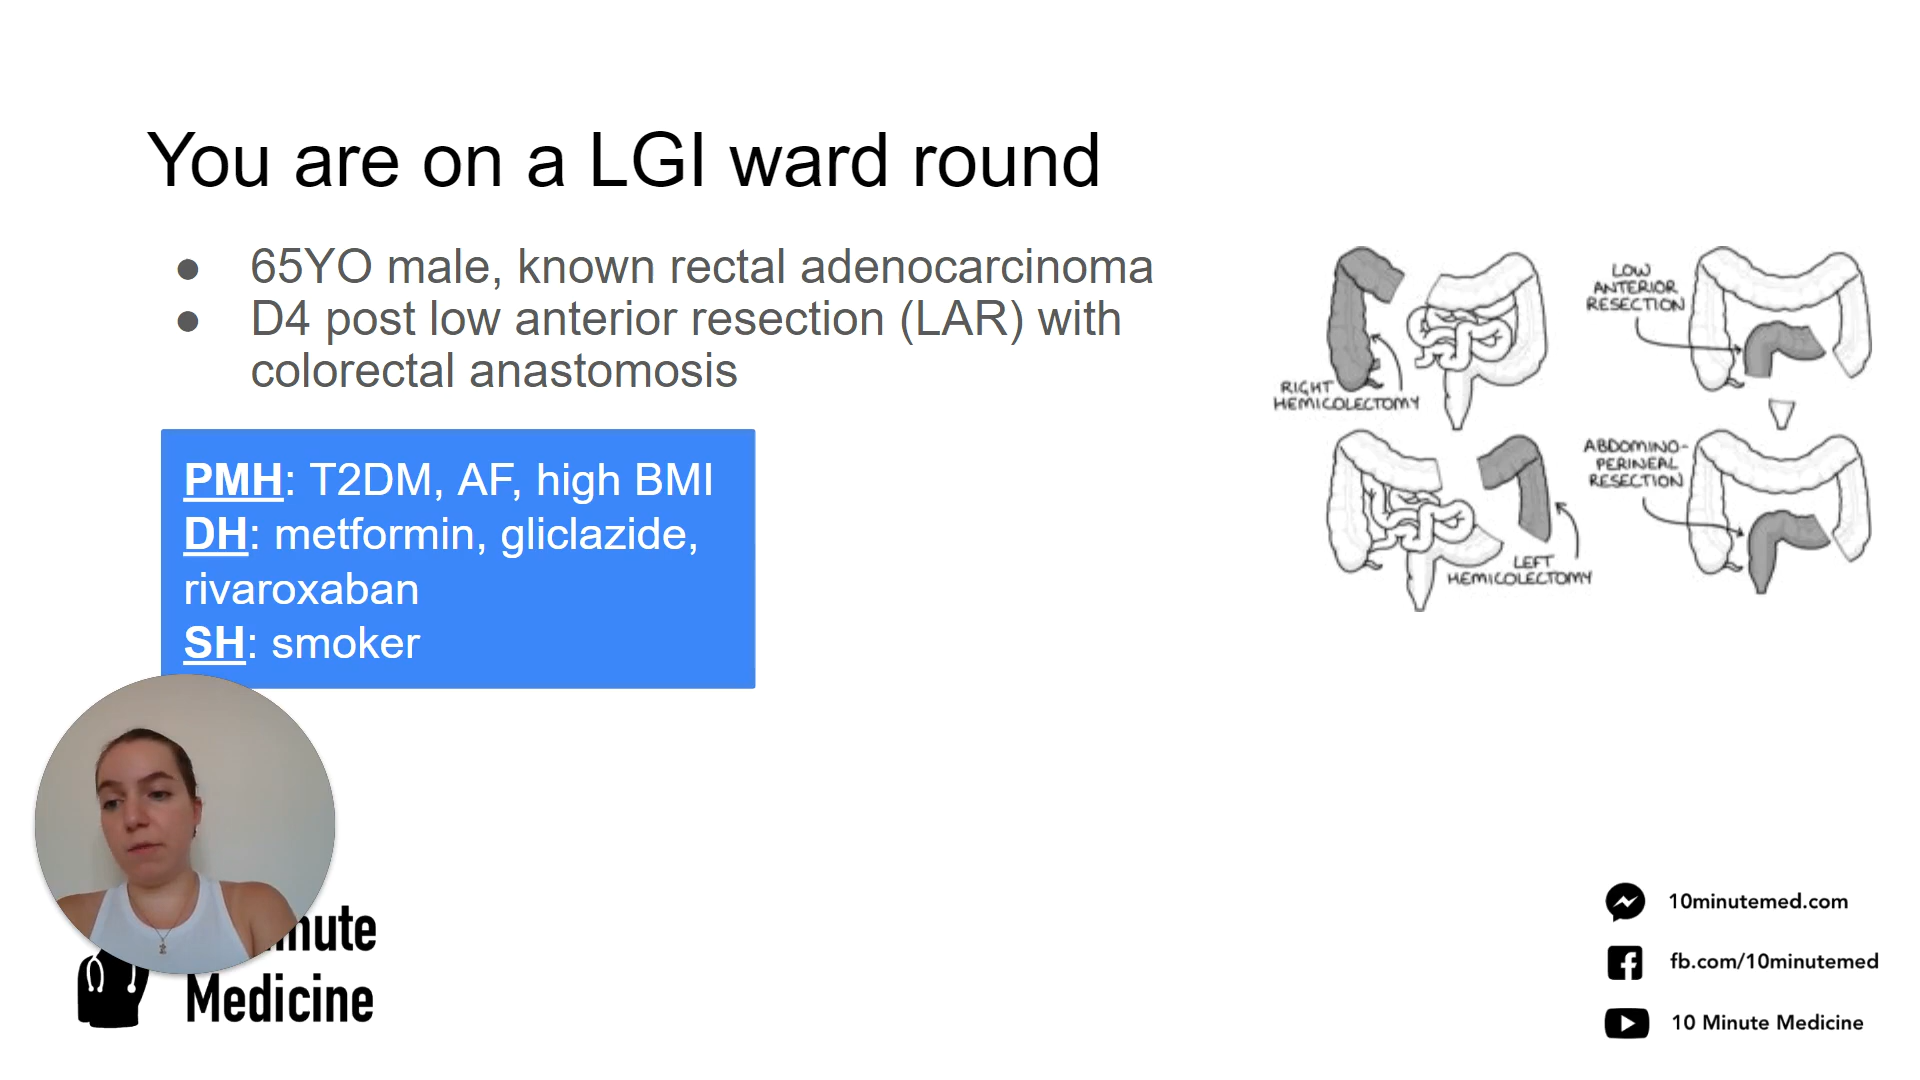 You are on a LGI ward round
● 65YO male, known rectal adenocarcinoma
● D4 post low anterior resection (LAR) with
colorectal anastomosis
PMH: T2DM, AF, high BMI
DH: metformin, gliclazide,
rivaroxaban
SH: smoker
RIGHT
HEMICOLECTOMY
LOW
ANTERIOR
RESECTION
LEFT
HEMICOLECTOMY
ABDOMINO-
PERINEAL
RESECTION
Medicine
10minutemed.com
fb.com/10minutemed
10 Minute Medicine